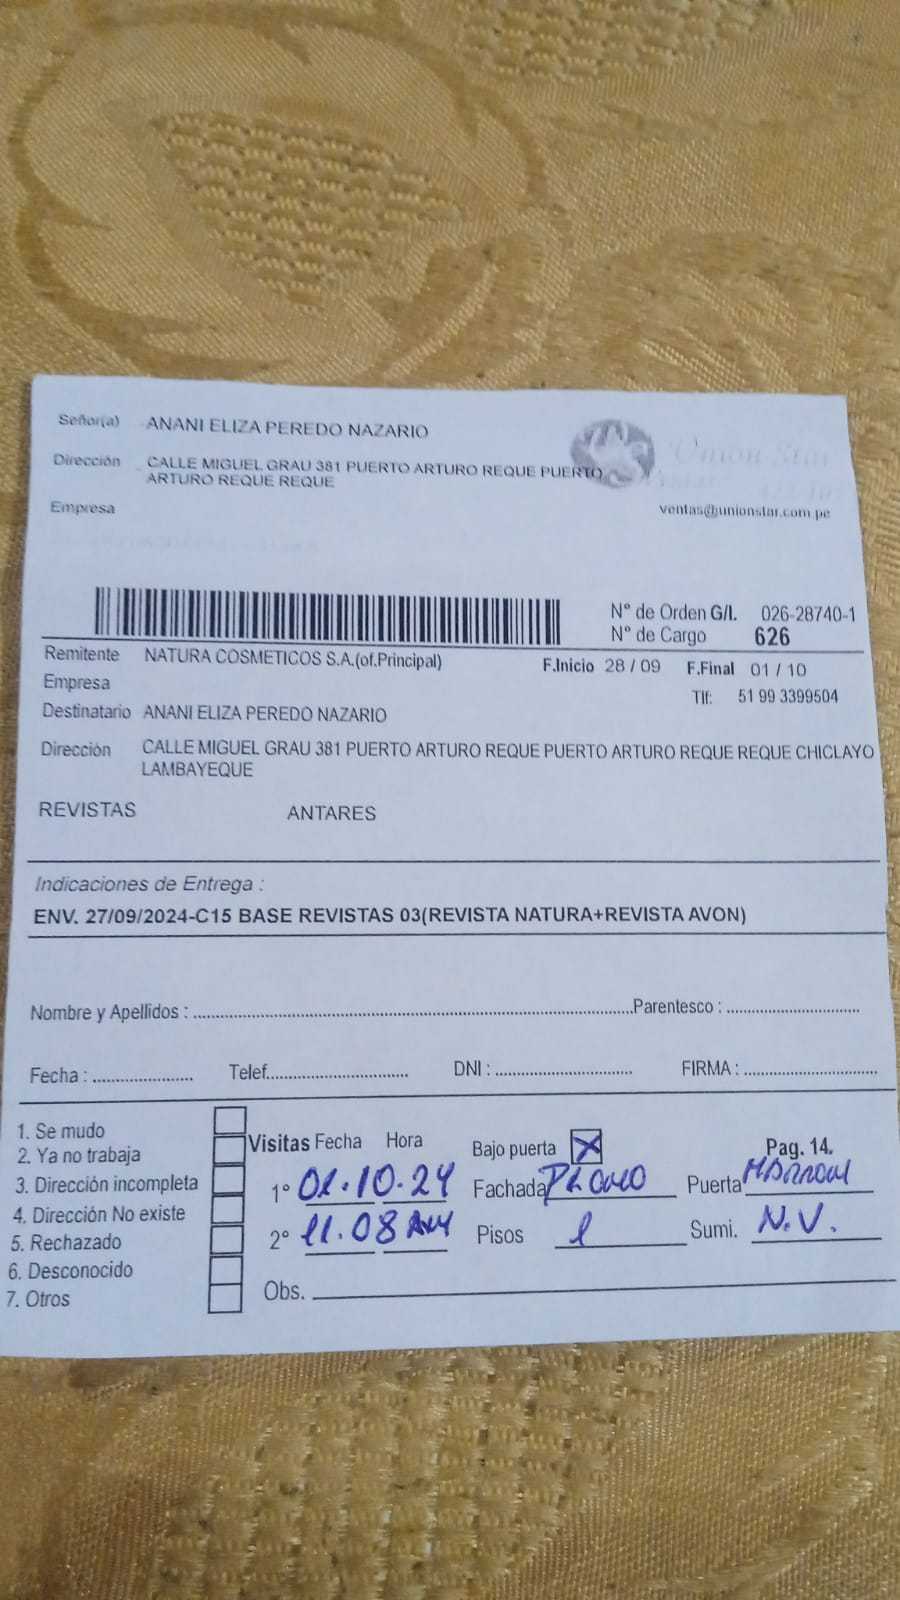 Señor(a) ANANI ELIZA PEREDO NAZARIO
Dirección CALLE MIGUEL GRAU 381 PUERTO ARTURO REQUE PUERTO
ARTURO REQUE REQUE
Union Star
Empresa
ventas@unionstar.com.pe
N° de Orden G/I. 026-28740-1
N° de Cargo 626
Remitente NATURA COSMETICOS S.A.(of.Principal) F.Inicio 28 / 09 F.Final 01 / 10
Empresa
Tlf: 51 99 3399504
Destinatario ANANI ELIZA PEREDO NAZARIO
Dirección CALLE MIGUEL GRAU 381 PUERTO ARTURO REQUE PUERTO ARTURO REQUE REQUE CHICLAYO
LAMBAYEQUE
REVISTAS ANTARES
Indicaciones de Entrega :
ENV. 27/09/2024-C15 BASE REVISTAS 03(REVISTA NATURA+REVISTA AVON)
Nombre y Apellidos : Parentesco :
Fecha : Telef. DNI : FIRMA :
1. Se mudo
2. Ya no trabaja
3. Dirección incompleta
4. Dirección No existe
5. Rechazado
6. Desconocido
7. Otros
Visitas Fecha Hora Bajo puerta X Pag. 14.
1° 01.10.24 Fachada PLOMO Puerta MARRON
2° 11.08 AM Pisos 1 Sumi. N.V.
Obs.